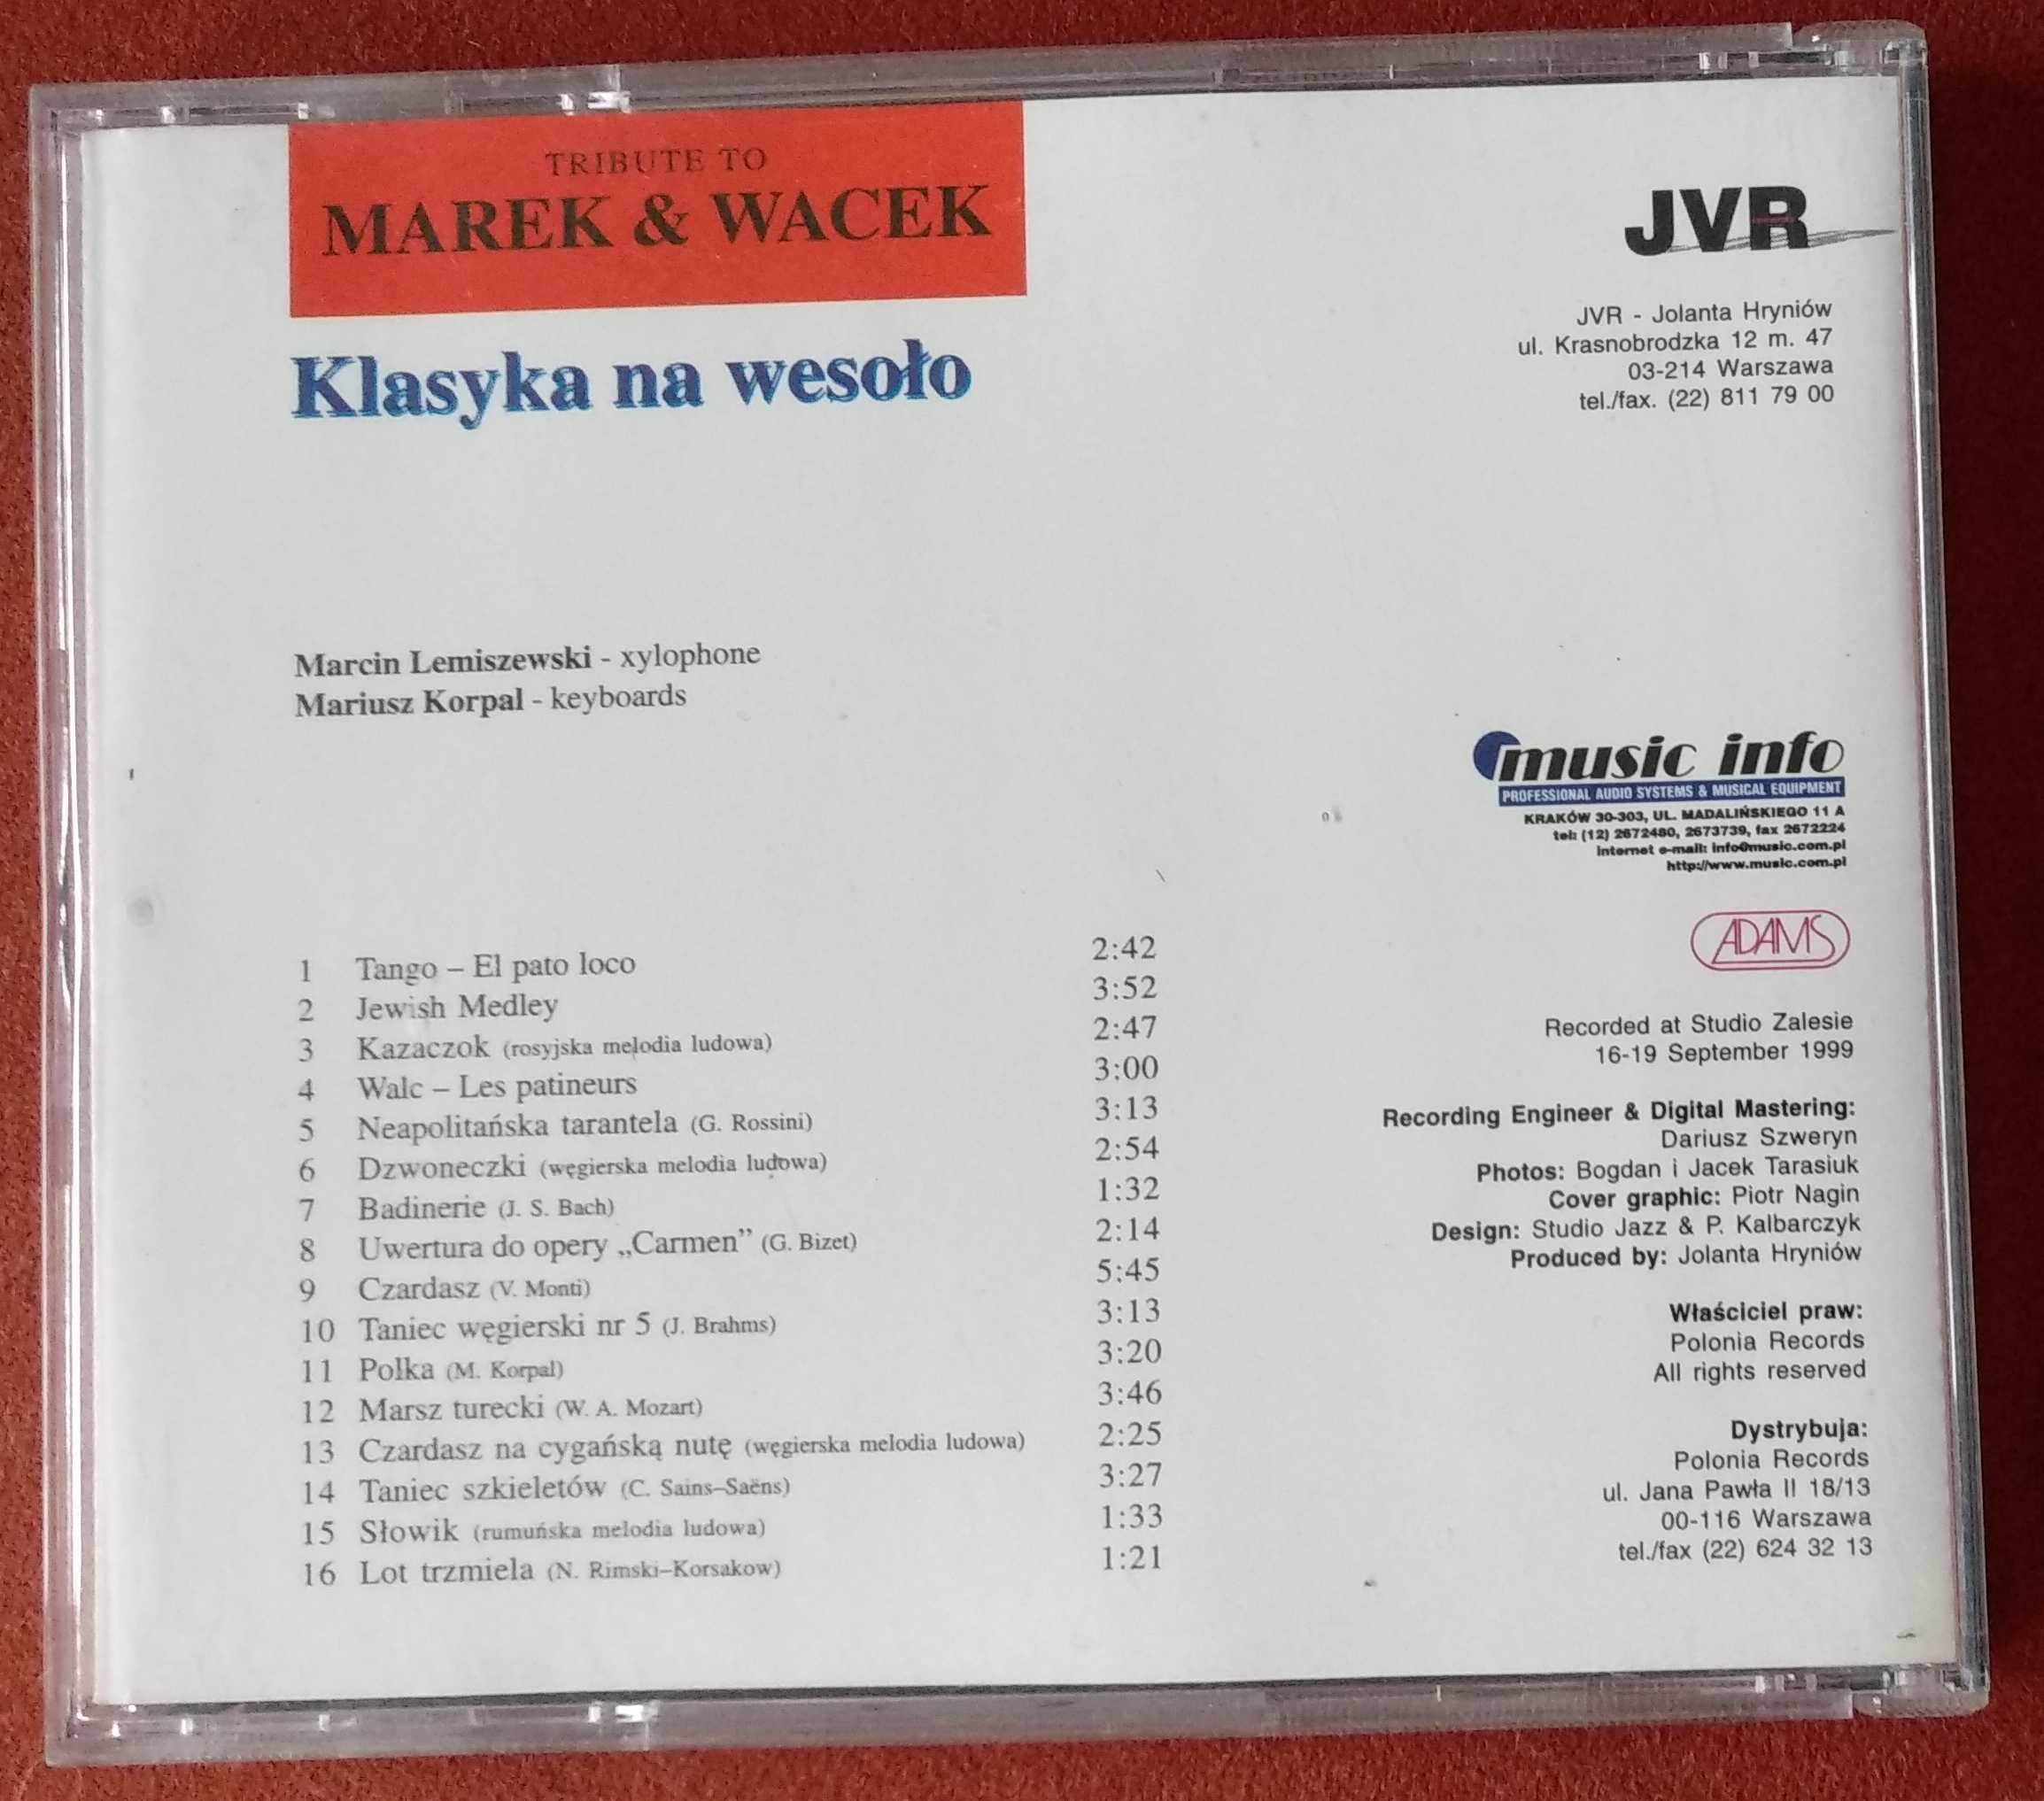 TRIBUTE TO
MAREK & WACEK
Klasyka na wesoło
Marcin Lemiszewski - xylophone
Mariusz Korpal - keyboards
1 Tango – El pato loco 2:42
2 Jewish Medley 3:52
3 Kazaczok (rosyjska melodia ludowa) 2:47
4 Walc – Les patineurs 3:00
5 Neapolitańska tarantela (G. Rossini) 3:13
6 Dzwoneczki (węgierska melodia ludowa) 2:54
7 Badinerie (J. S. Bach) 1:32
8 Uwertura do opery „Carmen” (G. Bizet) 2:14
9 Czardasz (V. Monti) 5:45
10 Taniec węgierski nr 5 (J. Brahms) 3:13
11 Polka (M. Korpal) 3:20
12 Marsz turecki (W. A. Mozart) 3:46
13 Czardasz na cygańską nutę (węgierska melodia ludowa) 2:25
14 Taniec szkieletów (C. Sains–Saëns) 3:27
15 Słowik (rumuńska melodia ludowa) 1:33
16 Lot trzmiela (N. Rimski–Korsakow) 1:21
JVR
JVR - Jolanta Hryniów
ul. Krasnobrodzka 12 m. 47
03-214 Warszawa
tel./fax. (22) 811 79 00
music info
PROFESSIONAL AUDIO SYSTEMS & MUSICAL EQUIPMENT
KRAKÓW 30-303, UL. MADALIŃSKIEGO 11 A
tel: (12) 2672480, 2673739, fax 2672224
internet e-mail: info@music.com.pl
http://www.music.com.pl
ADAMS
Recorded at Studio Zalesie
16-19 September 1999
Recording Engineer & Digital Mastering:
Dariusz Szweryn
Photos: Bogdan i Jacek Tarasiuk
Cover graphic: Piotr Nagin
Design: Studio Jazz & P. Kalbarczyk
Produced by: Jolanta Hryniów
Właściciel praw:
Polonia Records
All rights reserved
Dystrybuja:
Polonia Records
ul. Jana Pawła II 18/13
00-116 Warszawa
tel./fax (22) 624 32 13